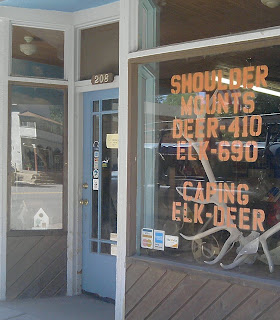 208
SHOULDER
MOUNTS
DEER-410
ELK-690
CAPING
ELK-DEER